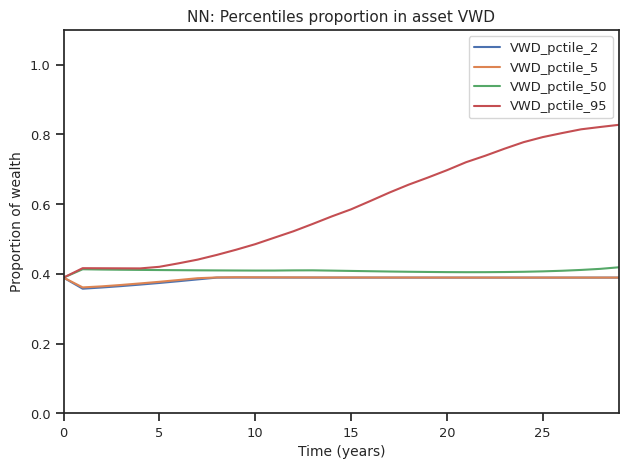 NN: Percentiles proportion in asset VWD
VWD_pctile_2
VWD_pctile_5
VWD_pctile_50
VWD_pctile_95
Proportion of wealth
1.0
0.8
0.6
0.4
0.2
0.0
0 5 10 15 20 25
Time (years)